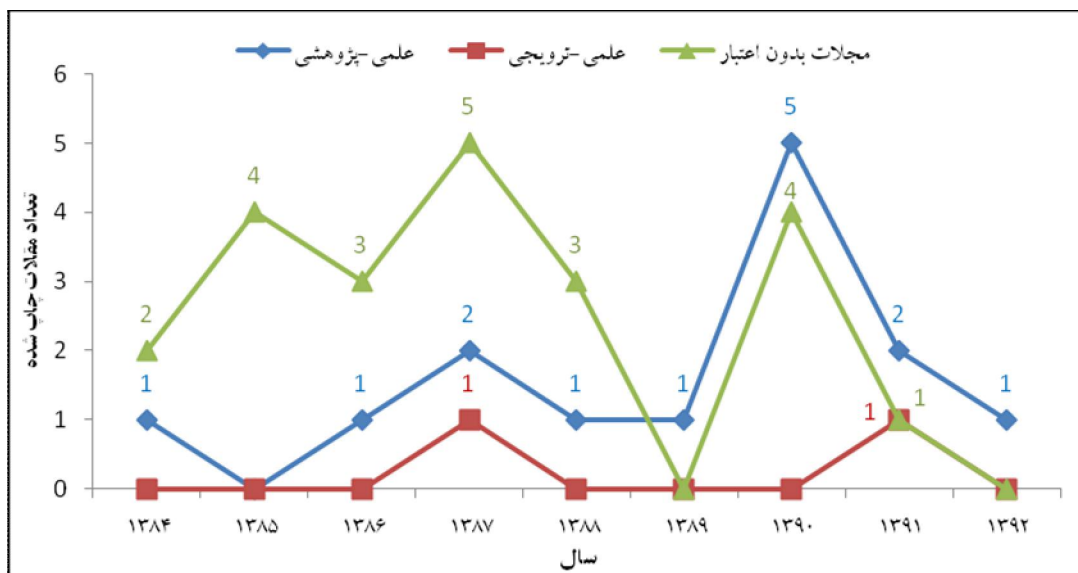 علمی-پژوهشی علمی-ترویجی مجلات بدون اعتبار
تعداد مقالات چاپ شده
6
5
4
3
2
1
0
2 4 3 5 3 4 1
1 1 2 1 1 5 2 1
1 1
۱۳۸۴ ۱۳۸۵ ۱۳۸۶ ۱۳۸۷ ۱۳۸۸ ۱۳۸۹ ۱۳۹۰ ۱۳۹۱ ۱۳۹۲
سال